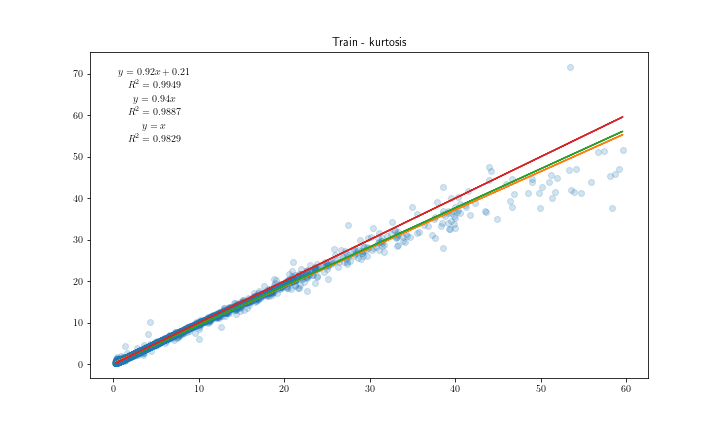 Train - kurtosis
y = 0.92x + 0.21
R² = 0.9949
y = 0.94x
R² = 0.9887
y = x
R² = 0.9829
70
60
50
40
30
20
10
0
0 10 20 30 40 50 60